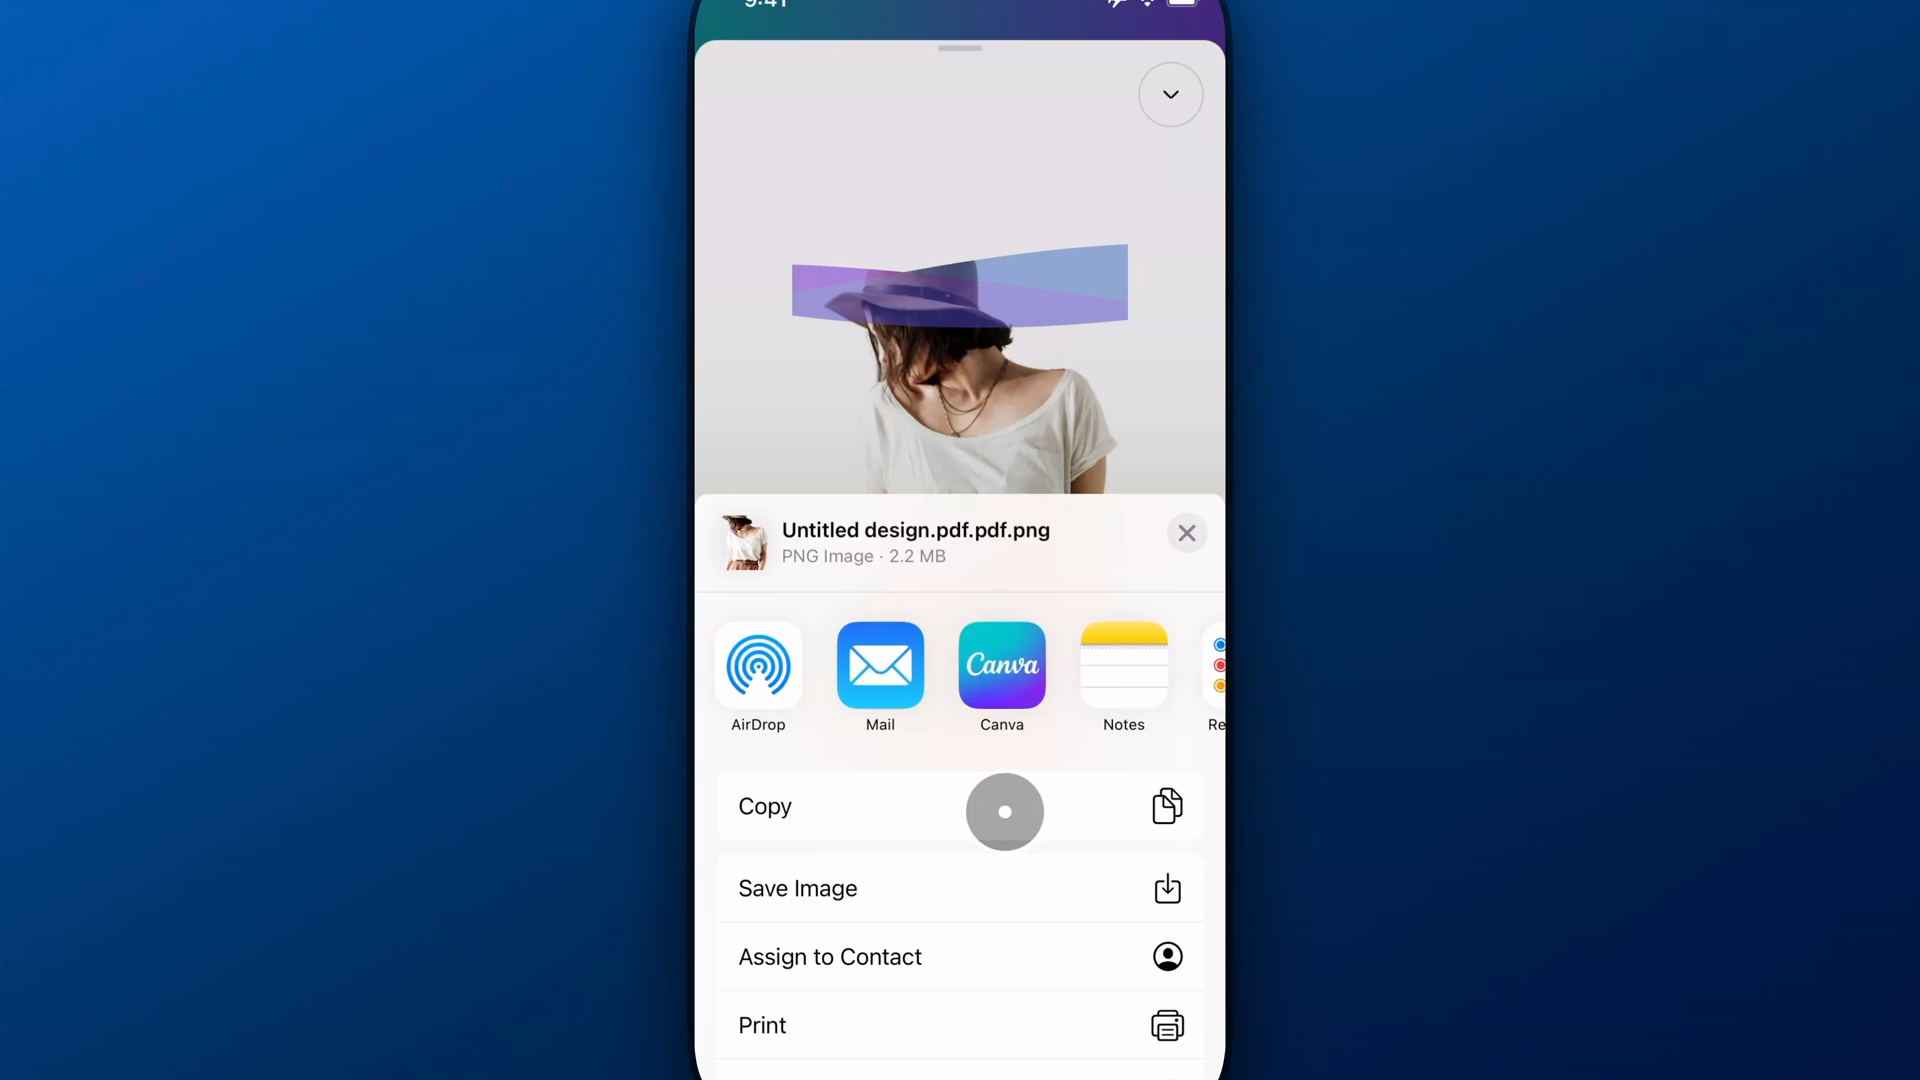 9:41
Untitled design.pdf.pdf.png
PNG Image · 2.2 MB
Canva
AirDrop
Mail
Canva
Notes
Re
Copy
Save Image
Assign to Contact
Print